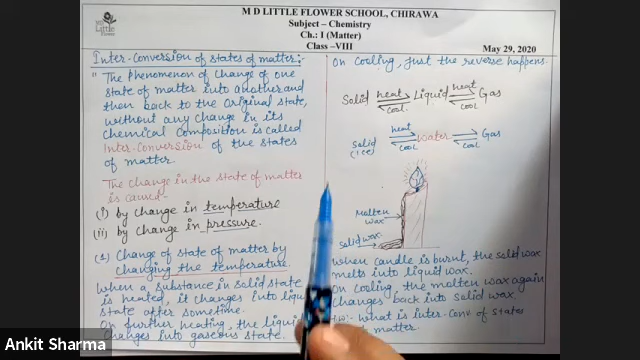 M D LITTLE FLOWER SCHOOL, CHIRAWA
Subject – Chemistry
Ch.: I (Matter)
Class –VIII
May 29, 2020
Little
Flower
Inter-Conversion of states of matter:-
" The phenomenon of change of one
state of matter into another and
then back to the original state,
without any change in its
chemical composition is called
Inter-Conversion of the states
of matter.
The change in the state of matter
is caused-
(i) by change in temperature
(ii) by change in pressure.
(1) Change of state of matter by
changing the temperature.
When a substance in solid state
is heated, it changes into liqui
state after sometime.
On further heating, the liqui
changes into gaseous state.
On cooling, just the reverse happens.
Solid heat cool Liquid heat cool Gas
Solid (ice) heat cool water cool Gas
Molten wax
Solid wax
When candle is burnt, the solid wax
melts into liquid wax.
On cooling, the molten wax again
changes back into solid wax.
what is inter-Conv of states
matter.
Ankit Sharma